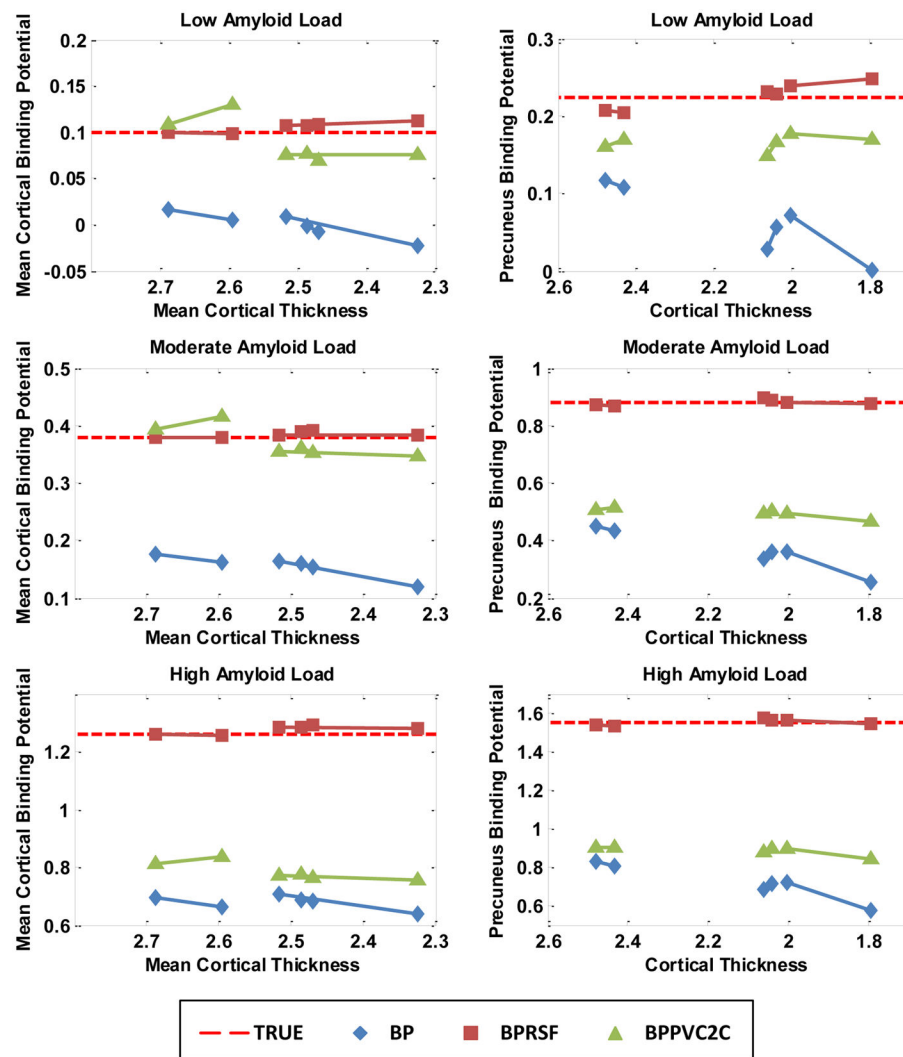 Low Amyloid Load
Mean Cortical Binding Potential
0.2
0.15
0.1
0.05
0
-0.05
2.7 2.6 2.5 2.4 2.3
Mean Cortical Thickness
Low Amyloid Load
Precuneus Binding Potential
0.3
0.2
0.1
0
2.6 2.4 2.2 2 1.8
Cortical Thickness
Moderate Amyloid Load
Mean Cortical Binding Potential
0.5
0.4
0.3
0.2
0.1
2.7 2.6 2.5 2.4 2.3
Mean Cortical Thickness
Moderate Amyloid Load
Precuneus Binding Potential
1
0.8
0.6
0.4
0.2
2.6 2.4 2.2 2 1.8
Cortical Thickness
High Amyloid Load
Mean Cortical Binding Potential
1.2
1
0.8
0.6
2.7 2.6 2.5 2.4 2.3
Mean Cortical Thickness
High Amyloid Load
Precuneus Binding Potential
1.6
1.4
1.2
1
0.8
0.6
2.6 2.4 2.2 2 1.8
Cortical Thickness
TRUE BP BPRSF BPPVC2C